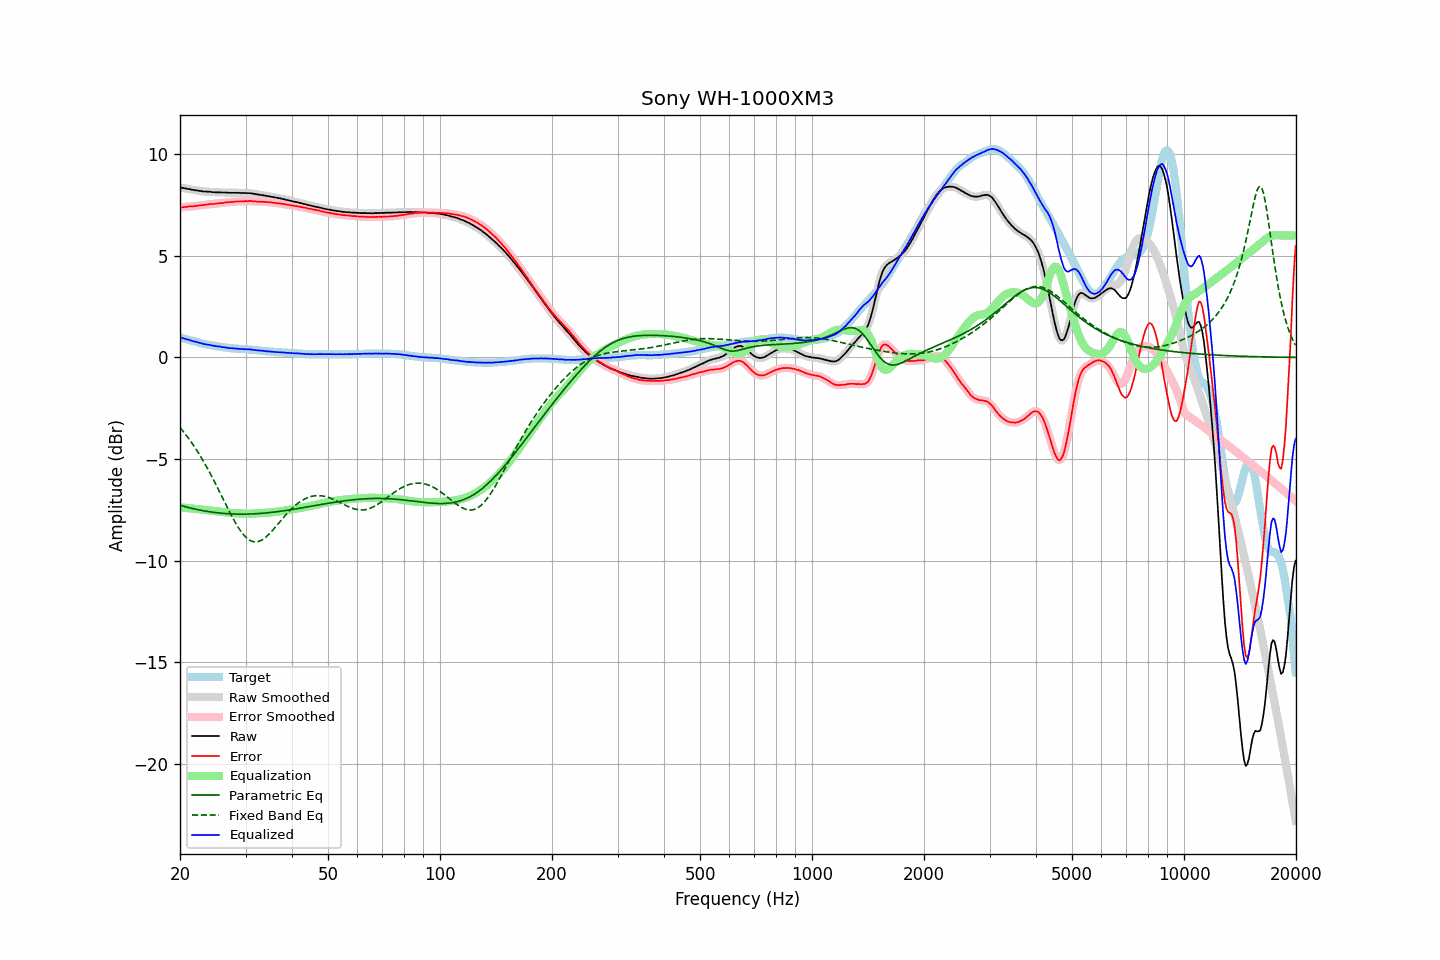 Sony WH-1000XM3
Amplitude (dBr)
10
5
0
−5
−10
−15
−20
Target
Raw Smoothed
Error Smoothed
Raw
Error
Equalization
Parametric Eq
Fixed Band Eq
Equalized
20 50 100 200 500 1000 2000 5000 10000 20000
Frequency (Hz)